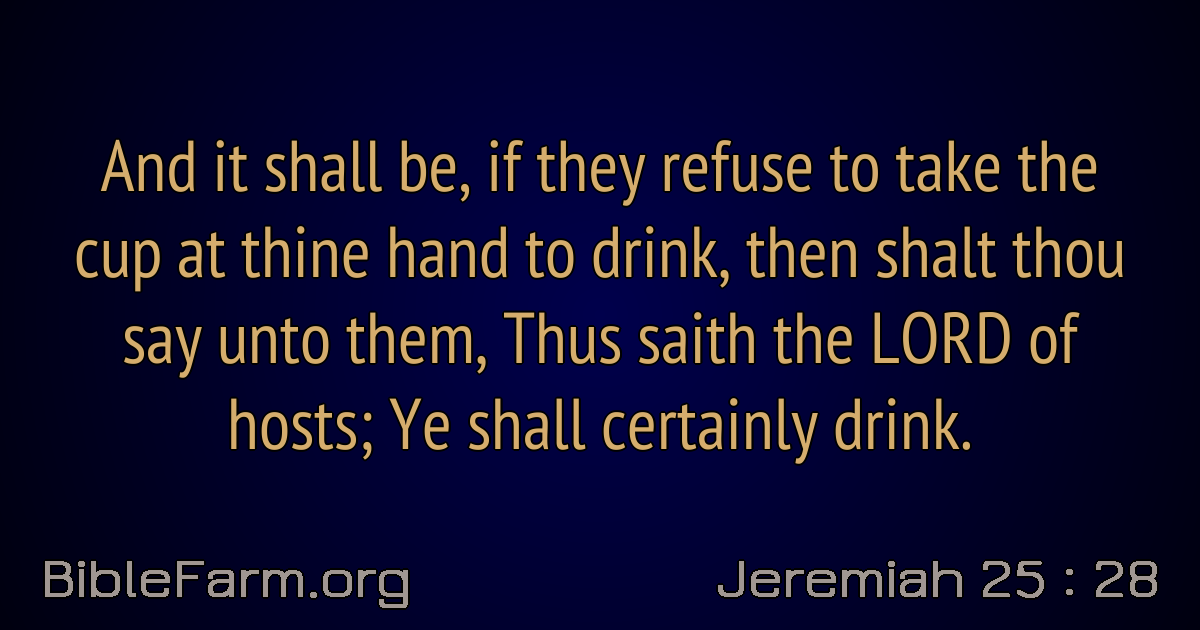 And it shall be, if they refuse to take the
cup at thine hand to drink, then shalt thou
say unto them, Thus saith the LORD of
hosts; Ye shall certainly drink.
BibleFarm.org
Jeremiah 25 : 28